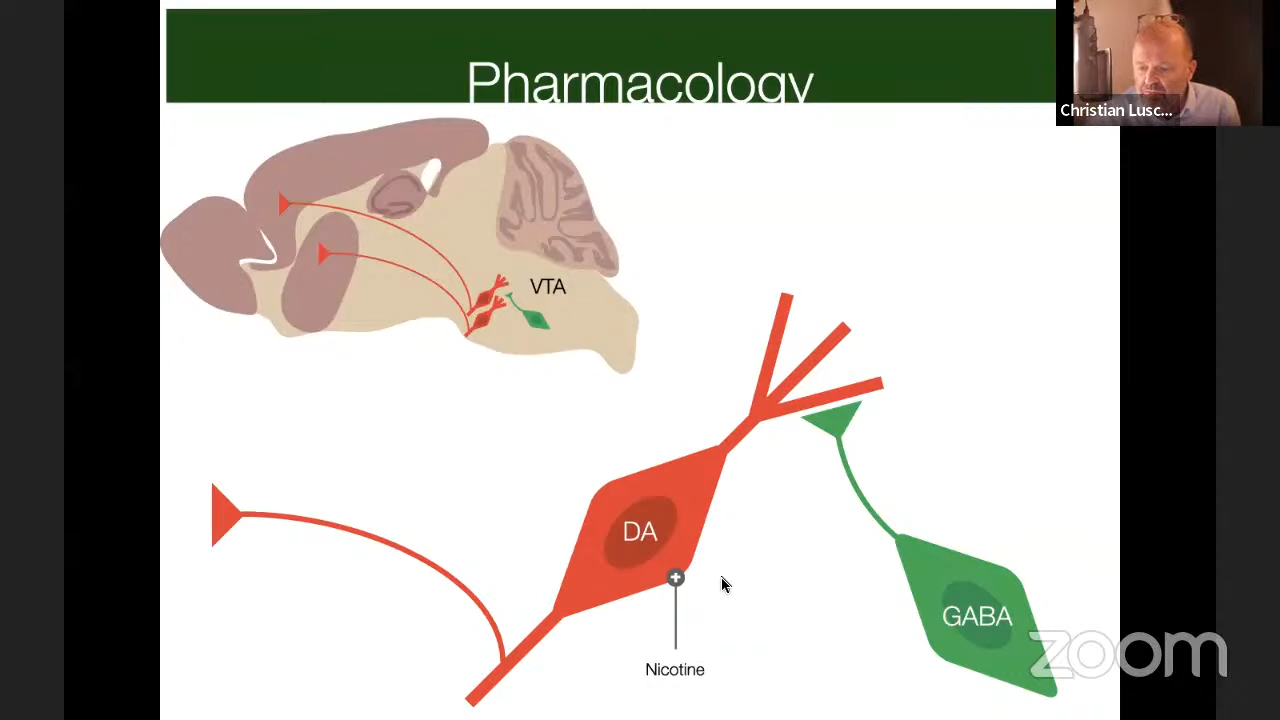 Pharmacology
Christian Lusc...
VTA
DA
GABA
Nicotine
zoom